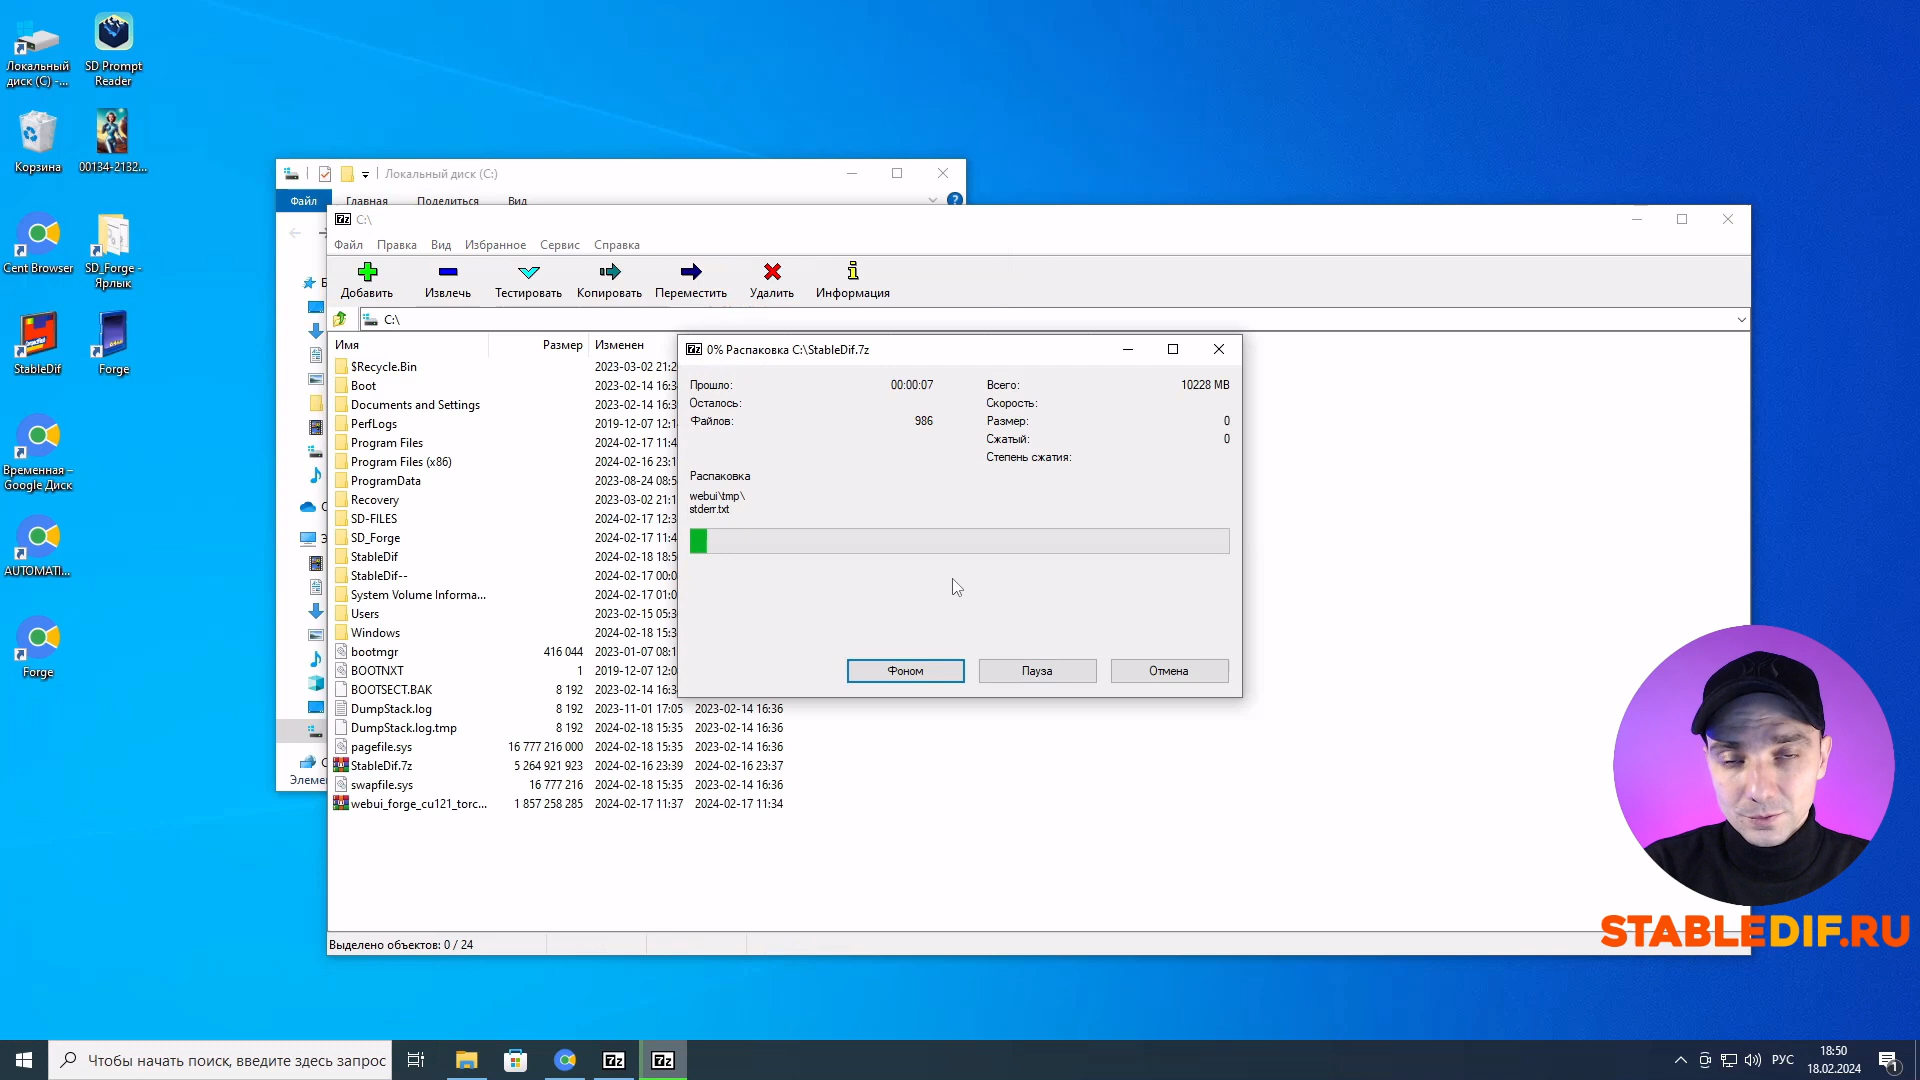 Локальный
диск (C) -...
SD Prompt
Reader
Корзина
00134-2132...
Cent Browser
SD_Forge -
Ярлык
StableDif
Forge
Временная –
Google Диск
AUTOMATI...
Forge
Локальный диск (C:)
Файл
Главная
Поделиться
Вид
C:\
Файл Правка Вид Избранное Сервис Справка
Добавить Извлечь Тестировать Копировать Переместить Удалить Информация
C:\
Имя Размер Изменен
$Recycle.Bin 2023-03-02 21:2
Boot 2023-02-14 16:3
Documents and Settings 2023-02-14 16:3
PerfLogs 2019-12-07 12:1
Program Files 2024-02-17 11:4
Program Files (x86) 2024-02-16 23:1
ProgramData 2023-08-24 08:5
Recovery 2023-03-02 21:1
SD-FILES 2024-02-17 12:3
SD_Forge 2024-02-17 11:4
StableDif 2024-02-18 18:5
StableDif-- 2024-02-17 00:0
System Volume Informa... 2024-02-17 01:0
Users 2023-02-15 05:3
Windows 2024-02-18 15:3
bootmgr 416 044 2023-01-07 08:1
BOOTNXT 1 2019-12-07 12:0
BOOTSECT.BAK 8 192 2023-02-14 16:3
DumpStack.log 8 192 2023-11-01 17:05 2023-02-14 16:36
DumpStack.log.tmp 8 192 2024-02-18 15:35 2023-02-14 16:36
pagefile.sys 16 777 216 000 2024-02-18 15:35 2023-02-14 16:36
StableDif.7z 5 264 921 923 2024-02-16 23:39 2024-02-16 23:37
swapfile.sys 16 777 216 2024-02-18 15:35 2023-02-14 16:36
webui_forge_cu121_torc... 1 857 258 285 2024-02-17 11:37 2024-02-17 11:34
Элеме
Выделено объектов: 0 / 24
7z 0% Распаковка C:\StableDif.7z
Прошло: 00:00:07 Всего: 10228 MB
Осталось: Скорость:
Файлов: 986 Размер: 0
Сжатый: 0
Степень сжатия:
Распаковка
webui\tmp\
stderr.txt
Фоном Пауза Отмена
STABLEDIF.RU
Чтобы начать поиск, введите здесь запрос
7z
7z
РУС
18:50
18.02.2024
1